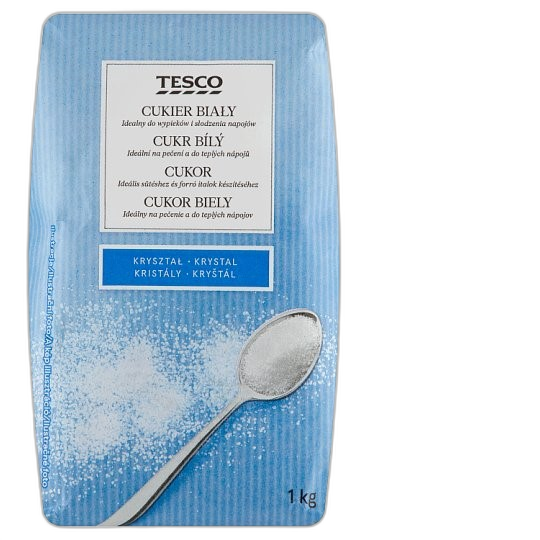 TESCO
CUKIER BIAŁY
Idealny do wypieków i słodzenia napojów
CUKR BÍLÝ
Ideální na pečení a do teplých nápojů
CUKOR
Ideális sütéshez és forró italok készítéséhez
CUKOR BIELY
Ideálny na pečenie a do teplých nápojov
KRYSZTAŁ · KRYSTAL
KRISTÁLY · KRYŠTÁL
1 kg